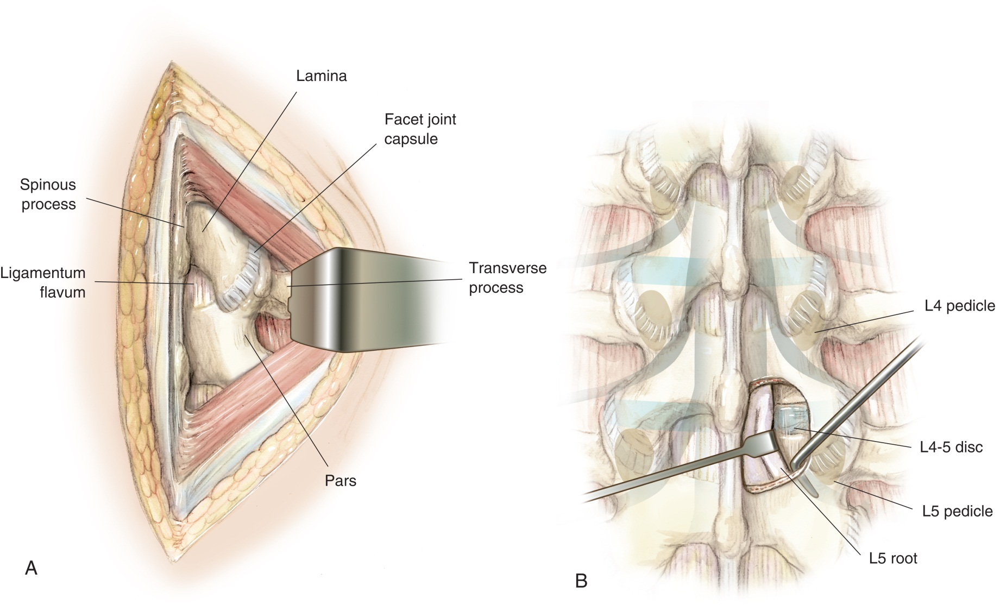 Lamina
Facet joint
capsule
Spinous
process
Ligamentum
flavum
Transverse
process
Pars
A
L4 pedicle
L4-5 disc
L5 pedicle
L5 root
B